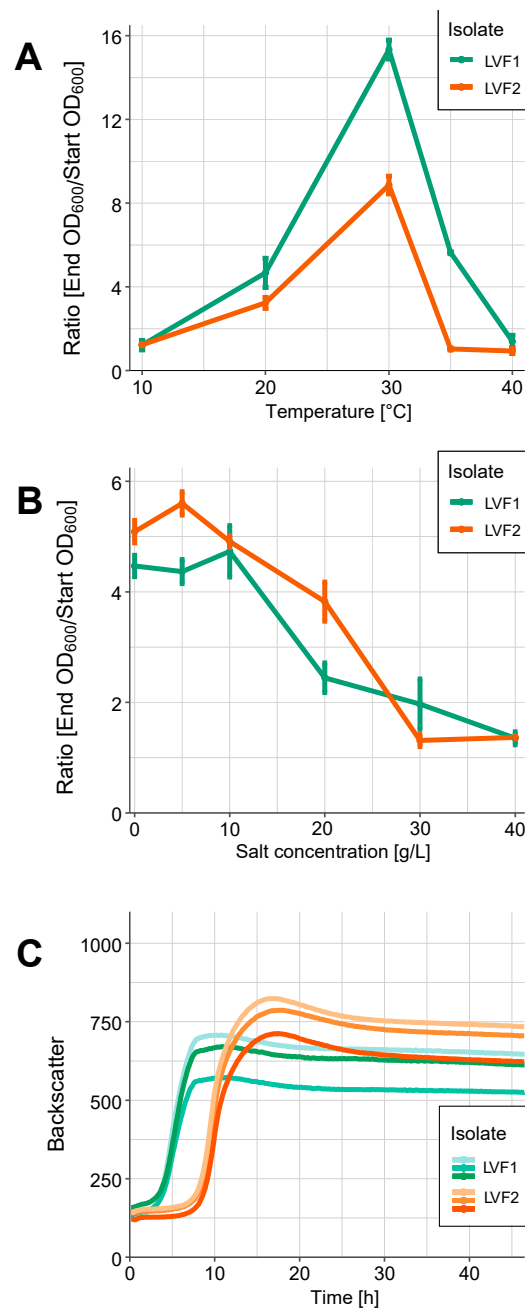 A
Ratio [End OD600/Start OD600]
16
12
8
4
0
10
20
30
40
Temperature [°C]
Isolate
LVF1
LVF2
B
Ratio [End OD600/Start OD600]
6
4
2
0
0
10
20
30
40
Salt concentration [g/L]
Isolate
LVF1
LVF2
C
Backscatter
1000
750
500
250
0
0
10
20
30
40
Time [h]
Isolate
LVF1
LVF2